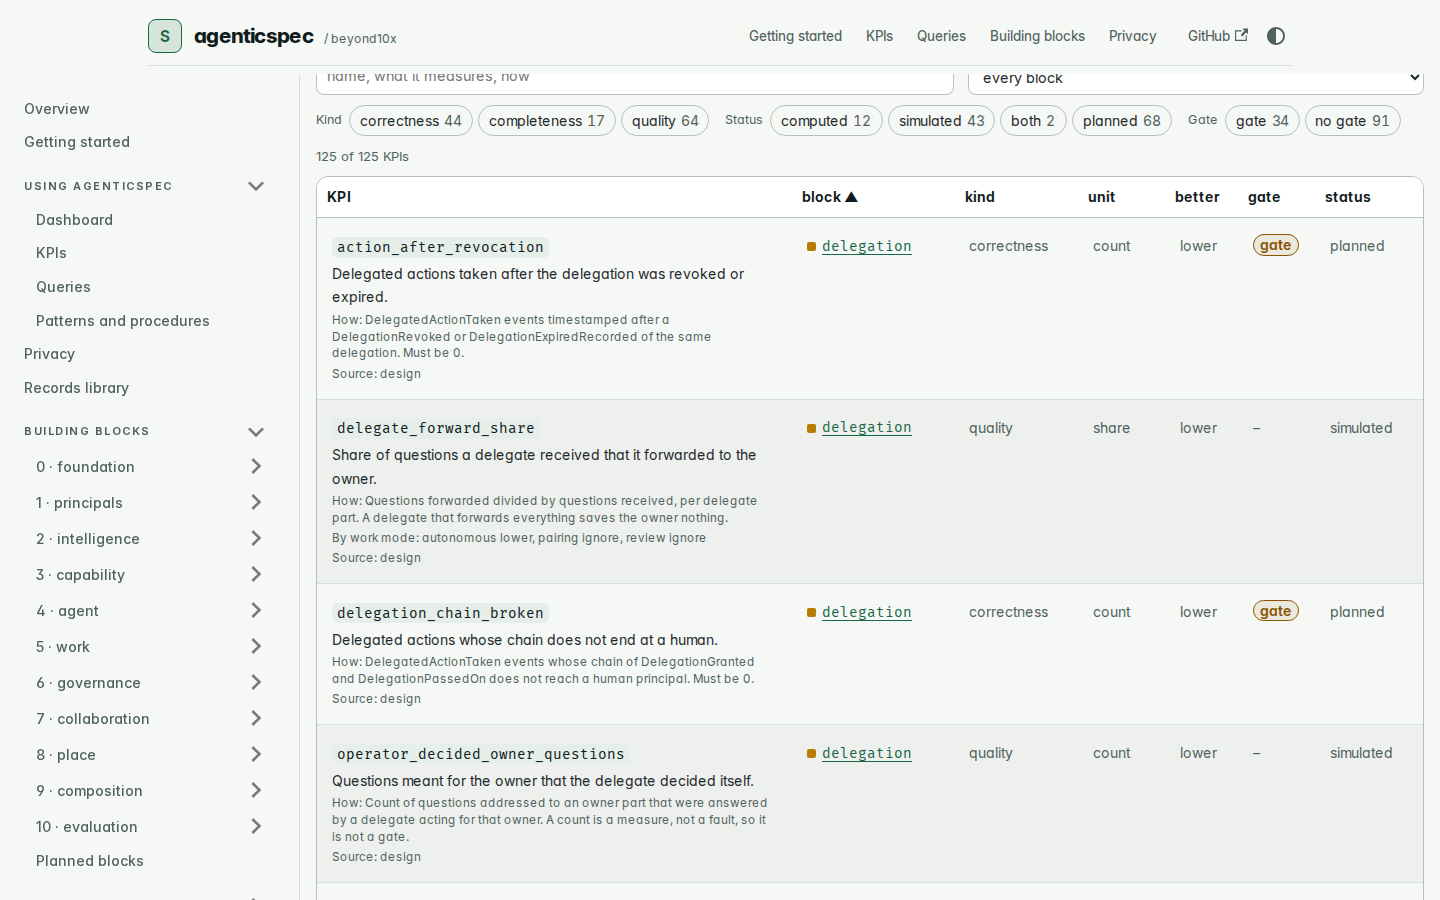 S agenticspec / beyond10x Getting started KPIs Queries Building blocks Privacy GitHub
name, what it measures, how every block
Overview
Getting started
USING AGENTICSPEC
Dashboard
KPIs
Queries
Patterns and procedures
Privacy
Records library
BUILDING BLOCKS
0 · foundation
1 · principals
2 · intelligence
3 · capability
4 · agent
5 · work
6 · governance
7 · collaboration
8 · place
9 · composition
10 · evaluation
Planned blocks
Kind correctness 44 completeness 17 quality 64 Status computed 12 simulated 43 both 2 planned 68 Gate gate 34 no gate 91
125 of 125 KPIs
KPI block ▲ kind unit better gate status
action_after_revocation delegation correctness count lower gate planned
Delegated actions taken after the delegation was revoked or
expired.
How: DelegatedActionTaken events timestamped after a
DelegationRevoked or DelegationExpiredRecorded of the same
delegation. Must be 0.
Source: design
delegate_forward_share delegation quality share lower – simulated
Share of questions a delegate received that it forwarded to the
owner.
How: Questions forwarded divided by questions received, per delegate
part. A delegate that forwards everything saves the owner nothing.
By work mode: autonomous lower, pairing ignore, review ignore
Source: design
delegation_chain_broken delegation correctness count lower gate planned
Delegated actions whose chain does not end at a human.
How: DelegatedActionTaken events whose chain of DelegationGranted
and DelegationPassedOn does not reach a human principal. Must be 0.
Source: design
operator_decided_owner_questions delegation quality count lower – simulated
Questions meant for the owner that the delegate decided itself.
How: Count of questions addressed to an owner part that were answered
by a delegate acting for that owner. A count is a measure, not a fault, so it
is not a gate.
Source: design